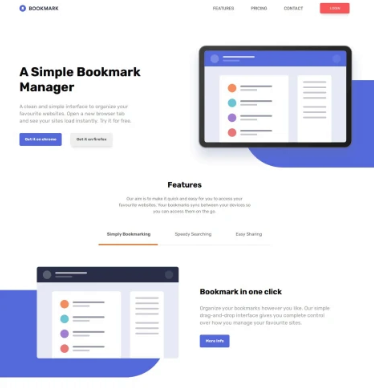 BOOKMARK
FEATURES
PRICING
CONTACT
LOGIN
A Simple Bookmark
Manager
A clean and simple interface to organize your
favourite websites. Open a new browser tab
and see your sites load instantly. Try it for free.
Get it on Chrome
Get it on Firefox
Features
Our aim is to make it quick and easy for you to access your
favourite websites. Your bookmarks sync between your devices so
you can access them on the go.
Simple Bookmarking
Speedy Searching
Easy Sharing
Bookmark in one click
Organize your bookmarks however you like. Our simple
drag-and-drop interface gives you complete control
over how you manage your favourite sites.
More Info